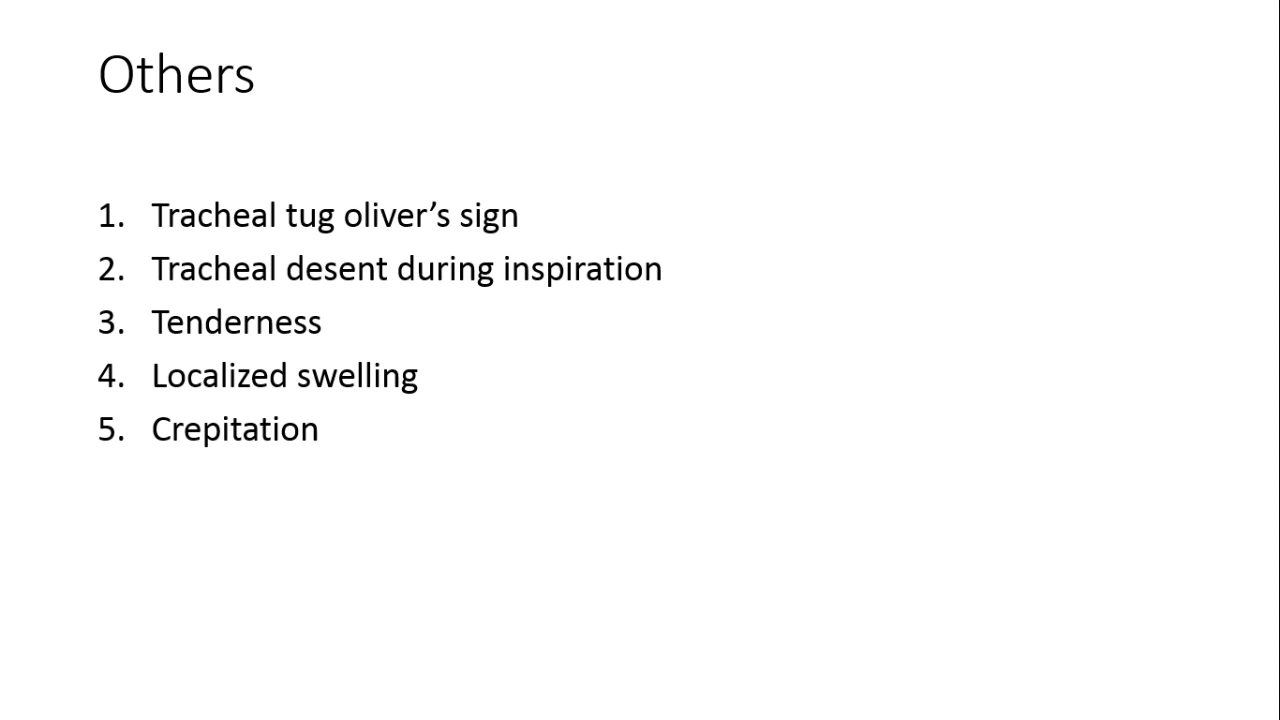 Others
1. Tracheal tug oliver’s sign
2. Tracheal desent during inspiration
3. Tenderness
4. Localized swelling
5. Crepitation